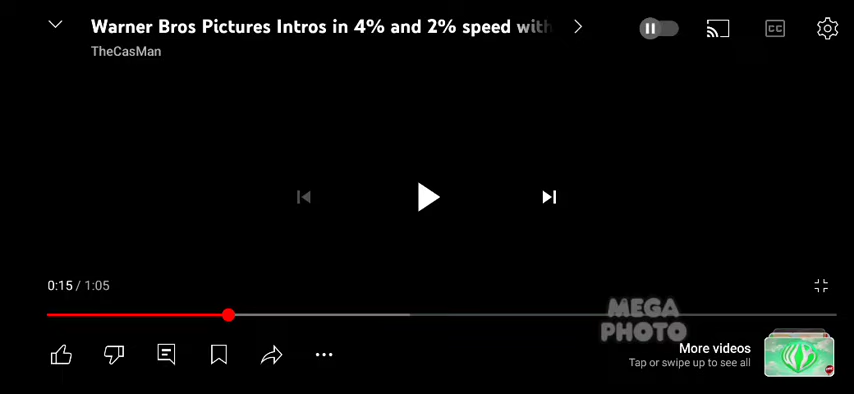 Warner Bros Pictures Intros in 4% and 2% speed with
TheCasMan
CC
0:15 / 1:05
MEGA
PHOTO
More videos
Tap or swipe up to see all